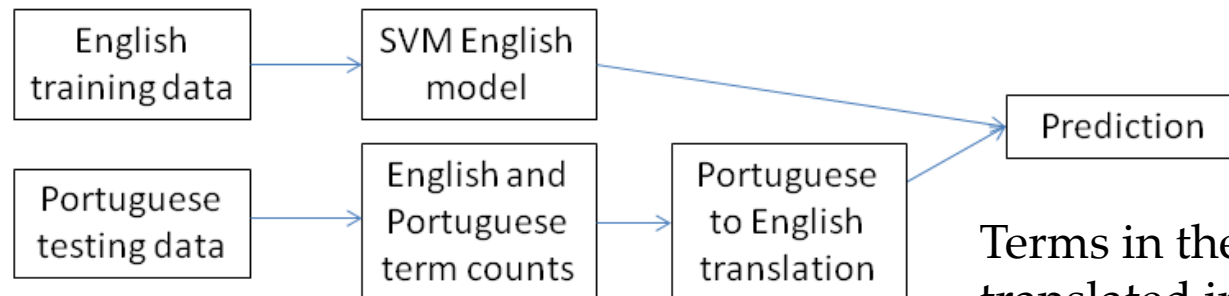 English
training data
SVM English
model
Prediction
Portuguese
testing data
English and
Portuguese
term counts
Portuguese
to English
translation
Terms in the